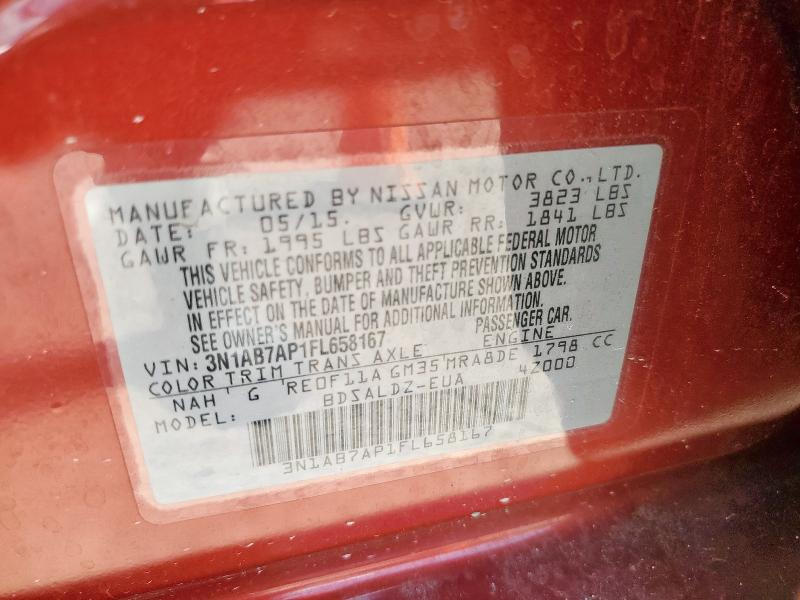 MANUFACTURED BY NISSAN MOTOR CO.,LTD.
DATE: 05/15. GVWR: 3823 LBS
GAWR FR: 1995 LBS GAWR RR: 1841 LBS
THIS VEHICLE CONFORMS TO ALL APPLICABLE FEDERAL MOTOR
VEHICLE SAFETY, BUMPER AND THEFT PREVENTION STANDARDS
IN EFFECT ON THE DATE OF MANUFACTURE SHOWN ABOVE.
SEE OWNER'S MANUAL FOR ADDITIONAL INFORMATION.
VIN: 3N1AB7AP1FL658167 PASSENGER CAR.
COLOR TRIM TRANS AXLE ENGINE
NAH G RE0F11A GM35 MRA8DE 1798 CC
MODEL: BDSALDZ-EUA 4Z000
3N1AB7AP1FL658167